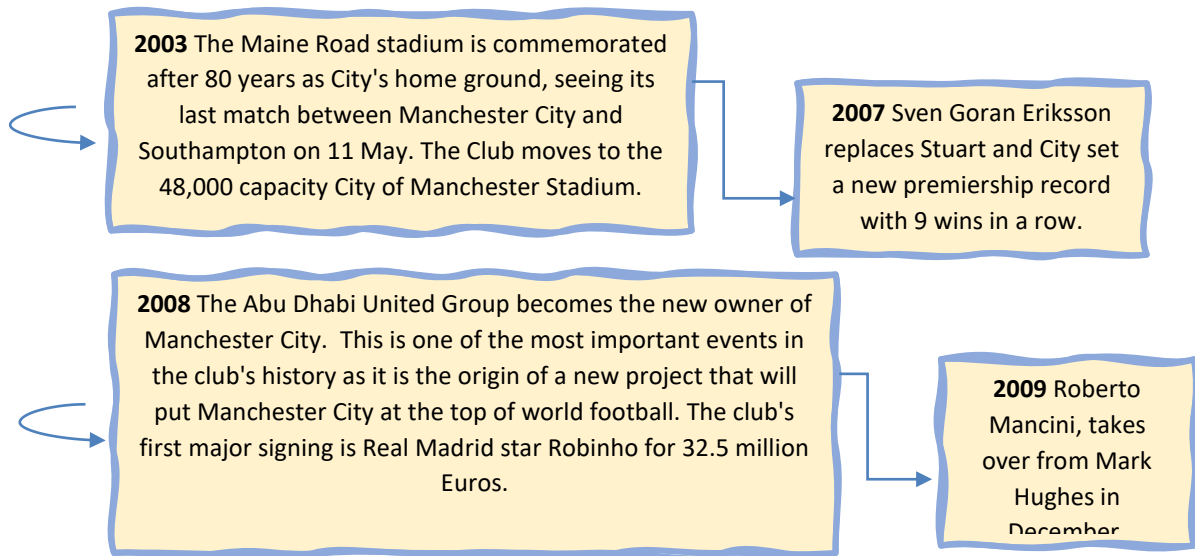 2003 The Maine Road stadium is commemorated
after 80 years as City's home ground, seeing its
last match between Manchester City and
Southampton on 11 May. The Club moves to the
48,000 capacity City of Manchester Stadium.
2007 Sven Goran Eriksson
replaces Stuart and City set
a new premiership record
with 9 wins in a row.
2008 The Abu Dhabi United Group becomes the new owner of
Manchester City.  This is one of the most important events in
the club's history as it is the origin of a new project that will
put Manchester City at the top of world football. The club's
first major signing is Real Madrid star Robinho for 32.5 million
Euros.
2009 Roberto
Mancini, takes
over from Mark
Hughes in
December